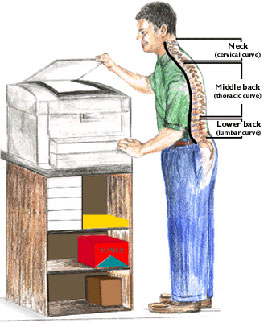 Neck
(cervical curve)
Middle back
(thoracic curve)
Lower back
(lumbar curve)